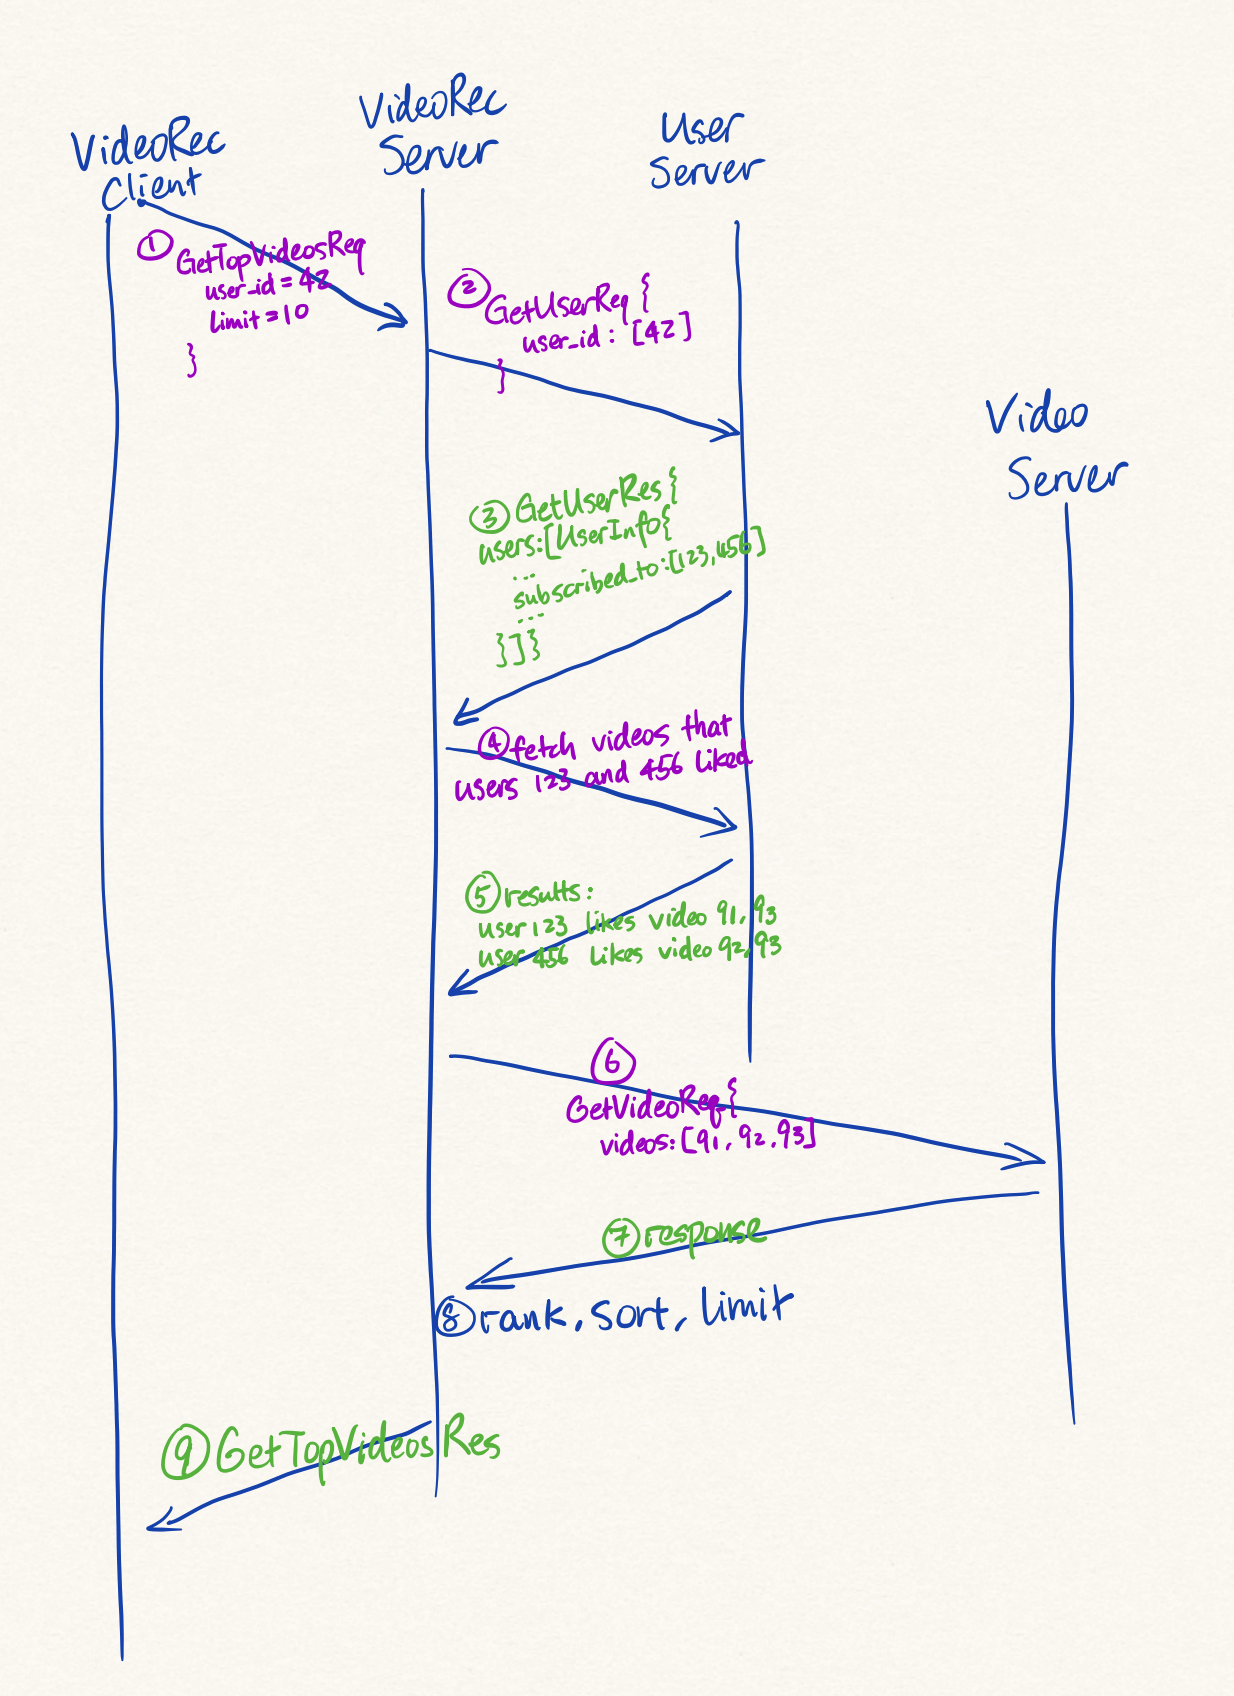 VideoRec
Client
VideoRec
Server
User
Server
Video
Server
① GetTopVideosReq
user_id = 42
limit = 10
}
② GetUserReq {
user_id : [42]
}
③ GetUserRes {
users:[UserInfo{
...
subscribed_to:[123,456]
...
}]}
④ fetch videos that
users 123 and 456 liked
⑤ results:
user 123 likes video 91, 93
user 456 likes video 92, 93
⑥
GetVideoReq {
videos:[91, 92, 93]
⑦ response
⑧ rank, sort, limit
⑨ GetTopVideosRes